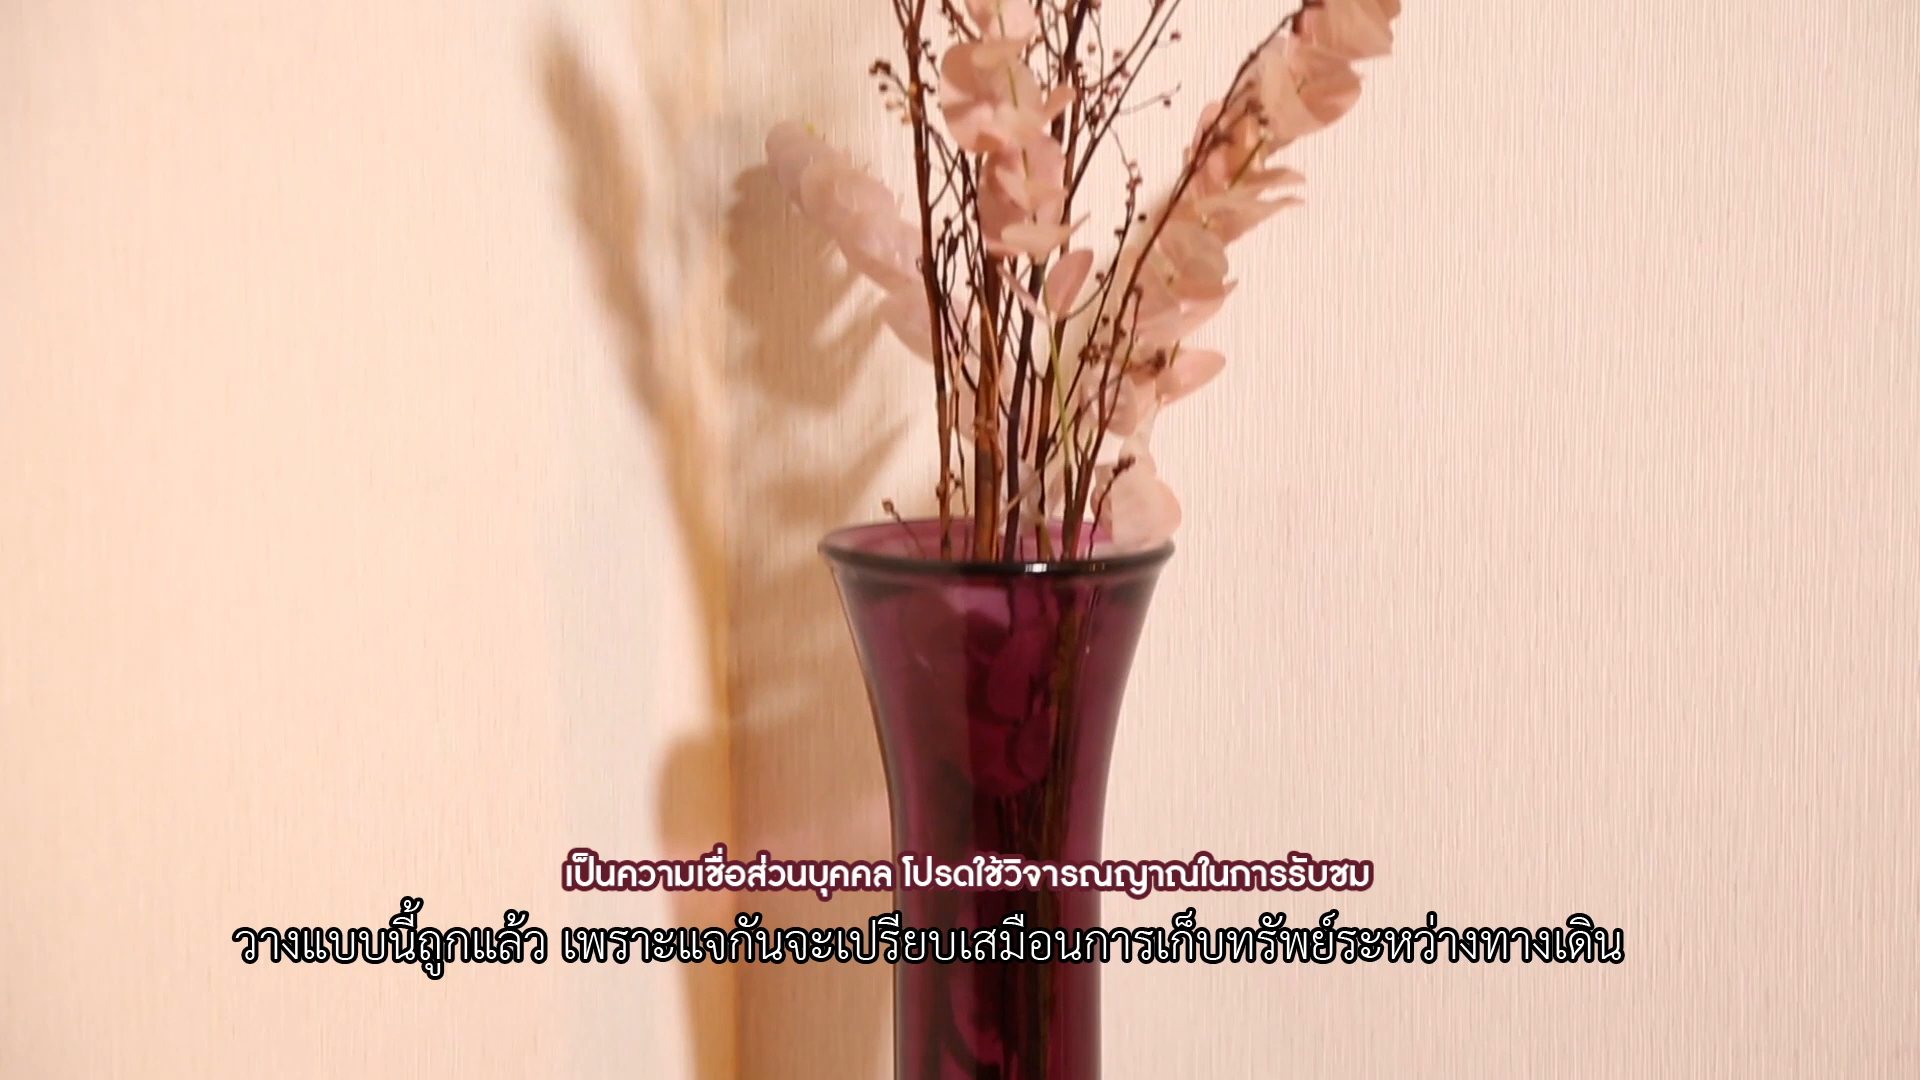 เป็นความเชื่อส่วนบุคคล โปรดใช้วิจารณญาณในการรับชม
วางแบบนี้ถูกแล้ว เพราะแจกันจะเปรียบเสมือนการเก็บทรัพย์ระหว่างทางเดิน